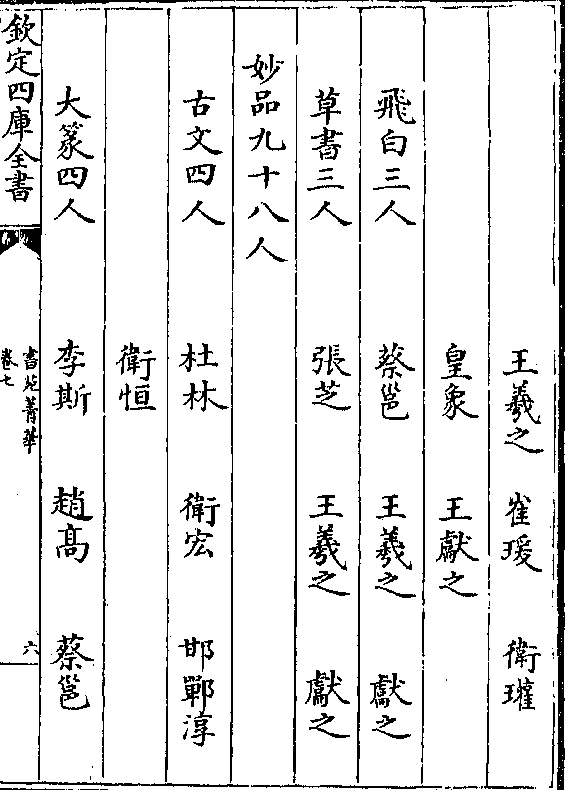 王羲之 崔瑗 衛瓘
皇象 王獻之
飛白三人 蔡邕 王羲之 獻之
草書三人 張芝 王羲之 獻之
妙品九十八人
古文四人 杜林 衛宏 邯鄲淳
衛恒
大篆四人 李斯 趙髙 蔡邕
欽定四庫全書 書苑菁華 卷七 六